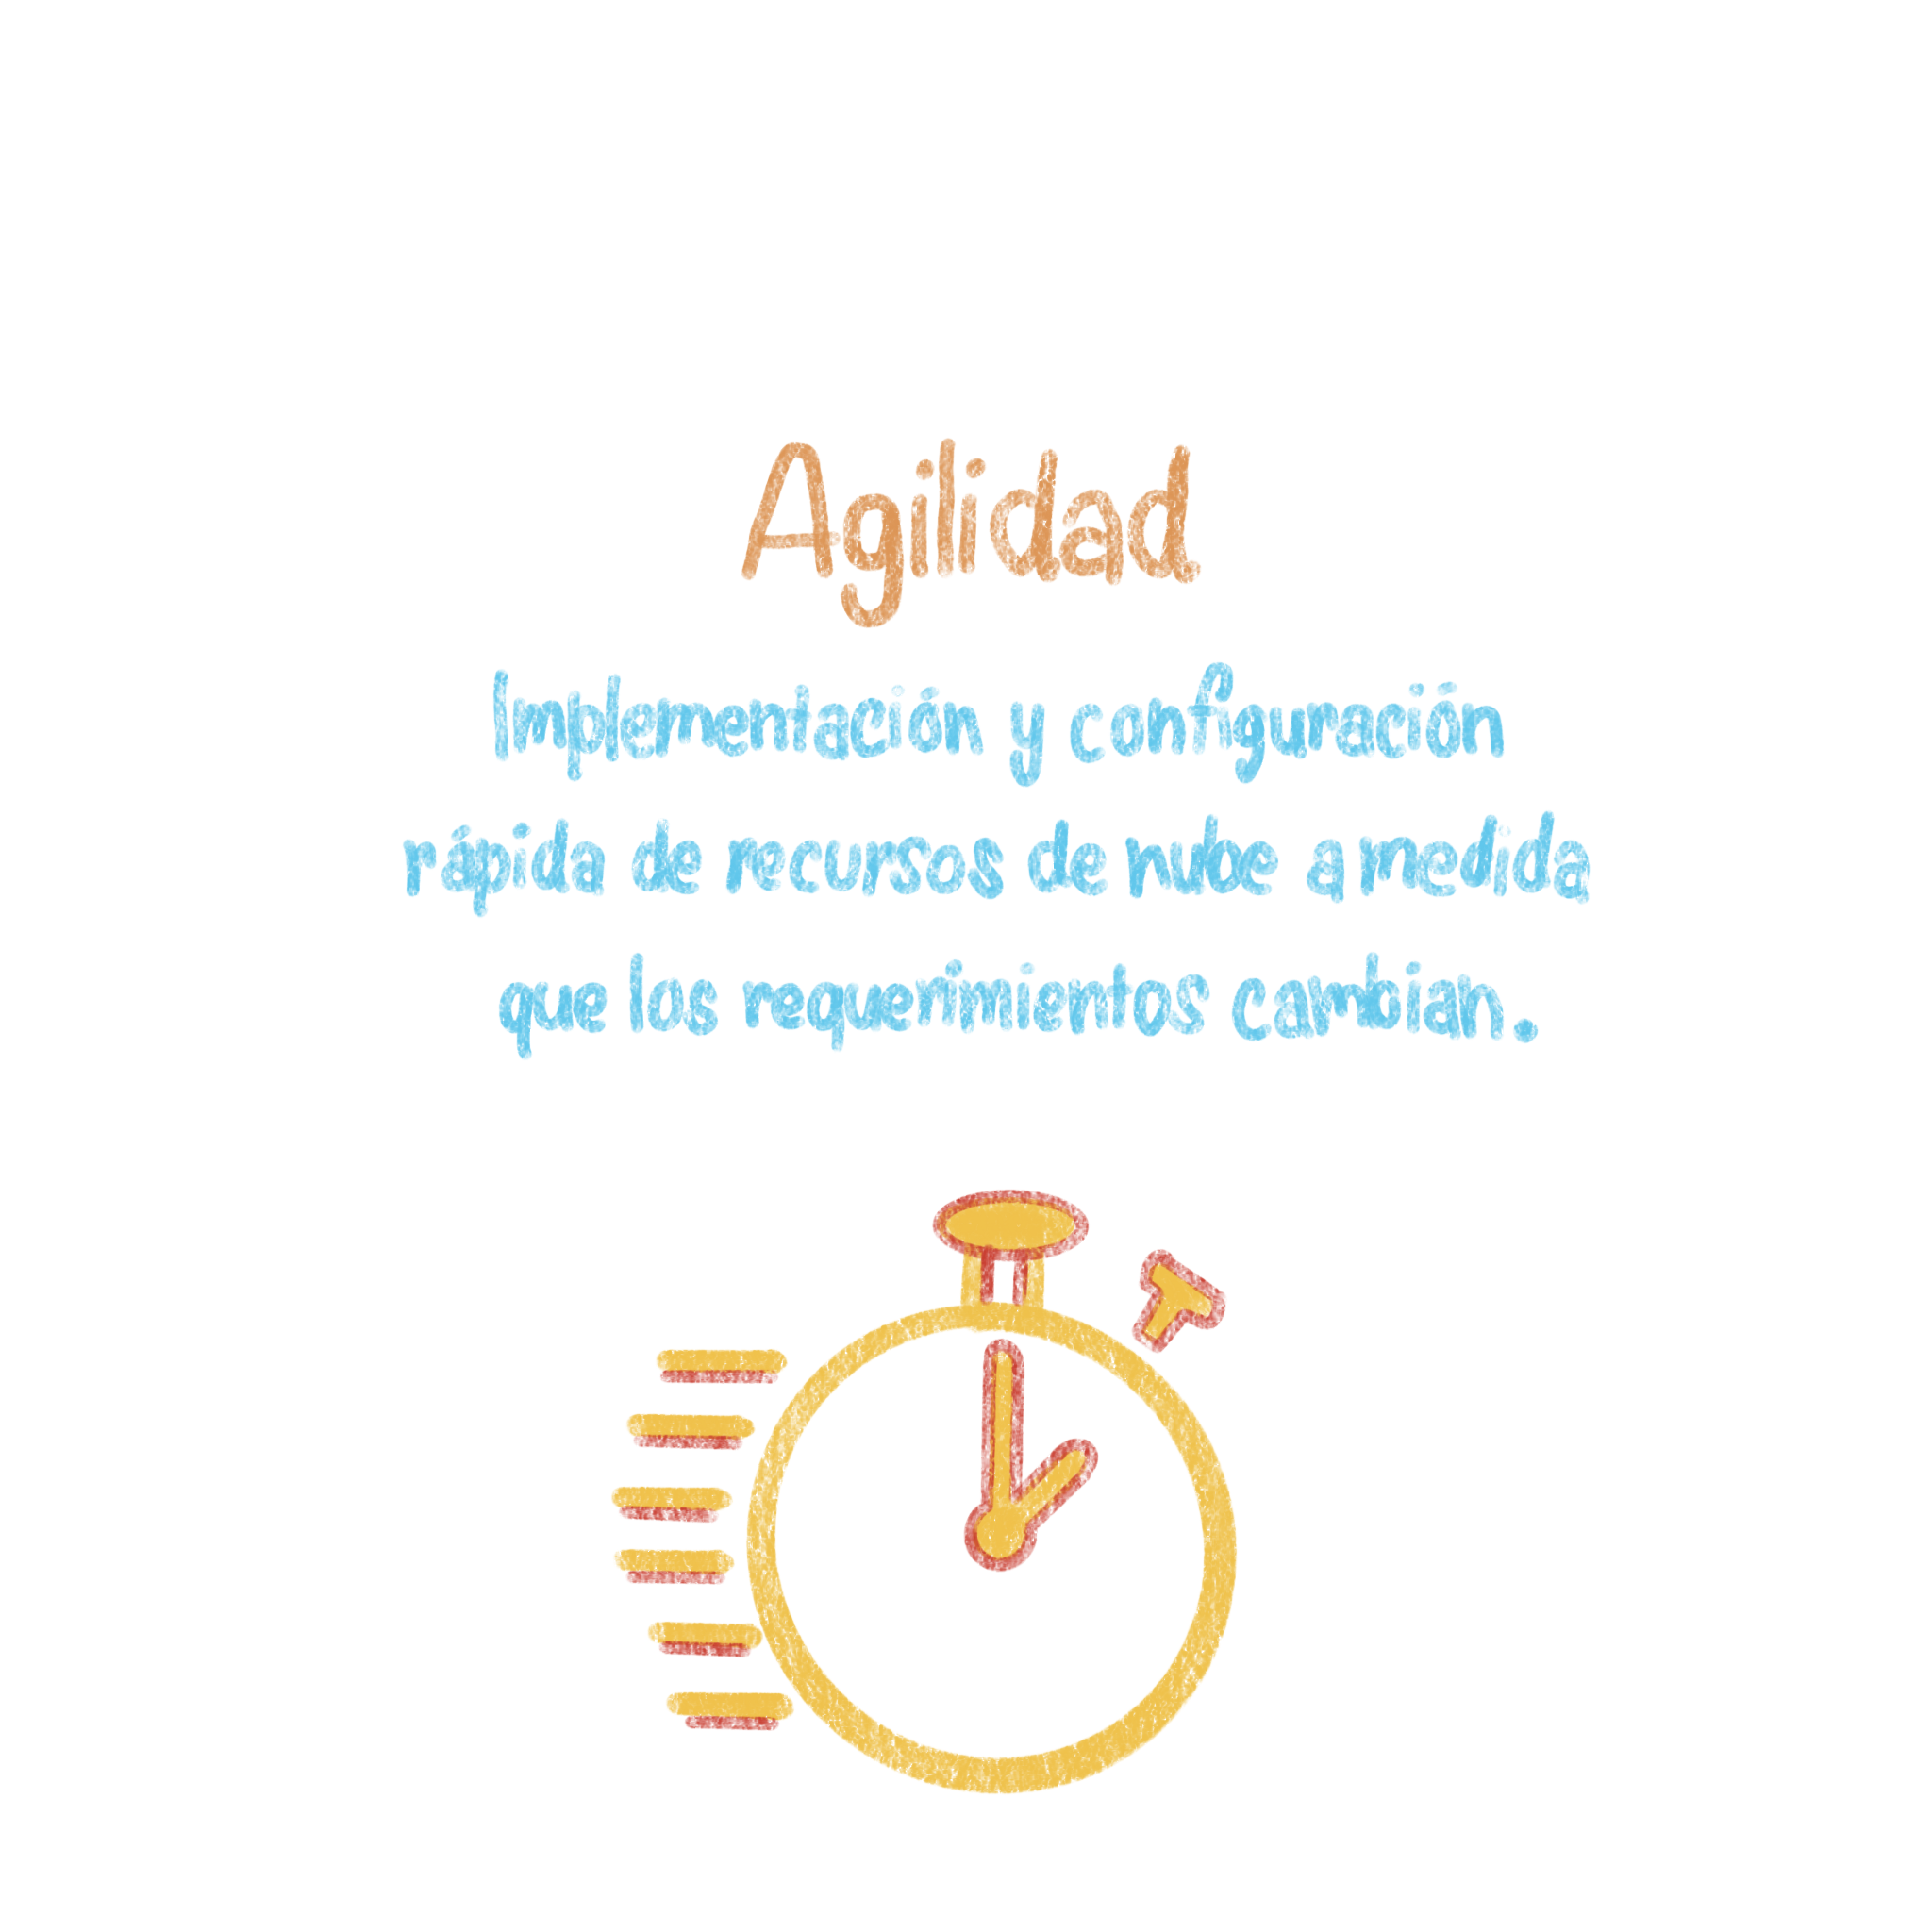 Agilidad
Implementación y configuración
rápida de recursos de nube a medida
que los requerimientos cambian.